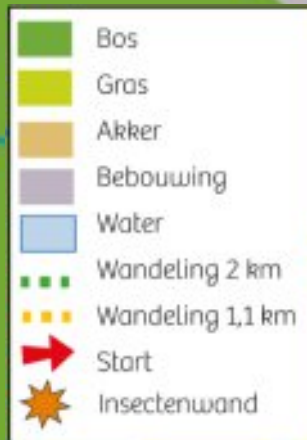 Bos
Gras
Akker
Bebouwing
Water
Wandeling 2 km
Wandeling 1,1 km
Start
Insectenwand